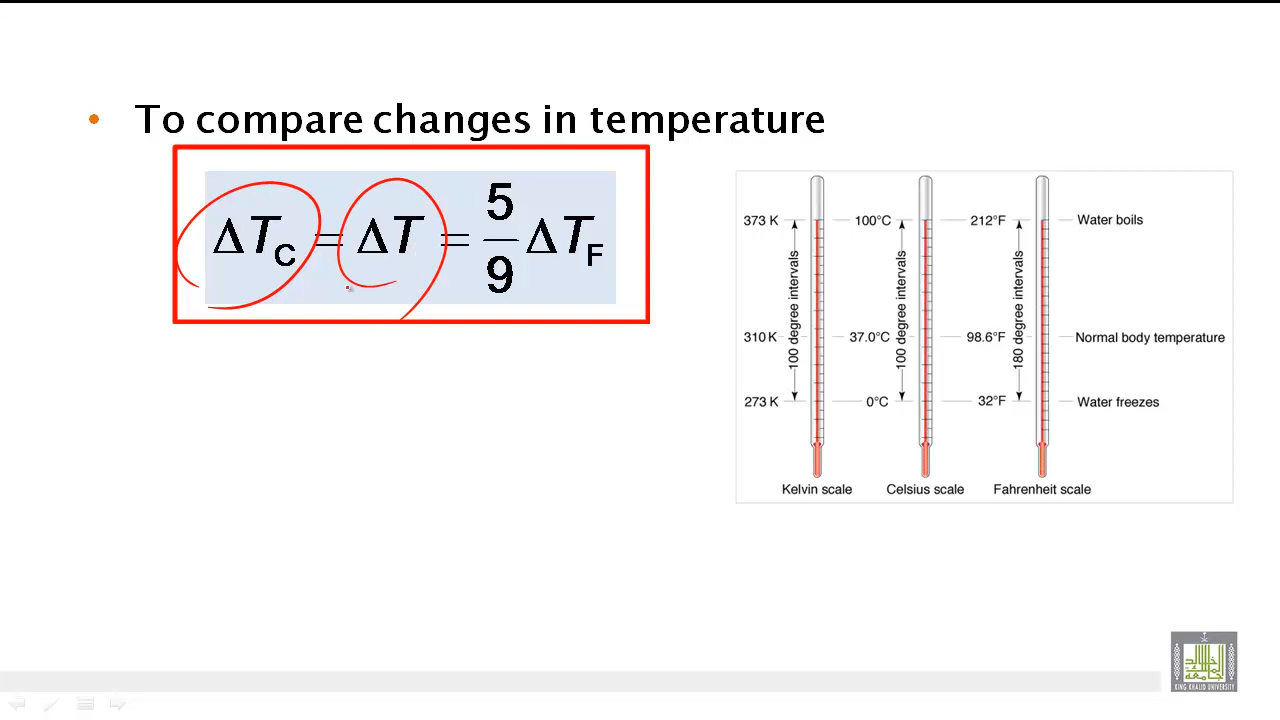 • To compare changes in temperature
ΔT_C = ΔT = 5/9 ΔT_F
373 K 100°C 212°F Water boils
100 degree intervals 100 degree intervals 180 degree intervals
310 K 37.0°C 98.6°F Normal body temperature
273 K 0°C 32°F Water freezes
Kelvin scale Celsius scale Fahrenheit scale
KING KHALID UNIVERSITY